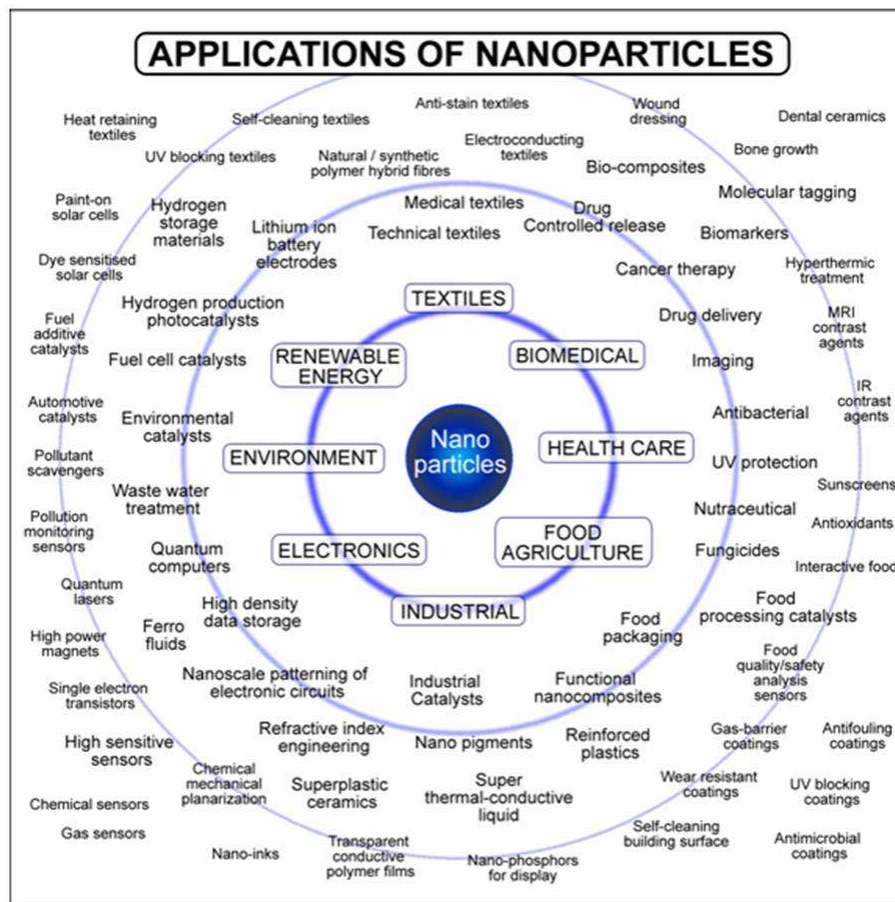 APPLICATIONS OF NANOPARTICLES
Heat retaining
textiles
Self-cleaning textiles
Anti-stain textiles
Wound
dressing
Dental ceramics
UV blocking textiles
Natural / synthetic
polymer hybrid fibres
Electroconducting
textiles
Bio-composites
Bone growth
Paint-on
solar cells
Hydrogen
storage
materials
Lithium ion
battery
electrodes
Medical textiles
Technical textiles
Drug
Controlled release
Molecular tagging
Biomarkers
Dye sensitised
solar cells
Cancer therapy
Hyperthermic
treatment
Hydrogen production
photocatalysts
TEXTILES
Drug delivery
MRI
contrast
agents
Fuel
additive
catalysts
Fuel cell catalysts
RENEWABLE
ENERGY
BIOMEDICAL
Imaging
IR
contrast
agents
Automotive
catalysts
Environmental
catalysts
Antibacterial
Nano
particles
Pollutant
scavengers
ENVIRONMENT
HEALTH CARE
UV protection
Sunscreens
Waste water
treatment
Nutraceutical
Pollution
monitoring
sensors
Antioxidants
Quantum
computers
ELECTRONICS
FOOD
AGRICULTURE
Fungicides
Interactive food
Quantum
lasers
High density
data storage
INDUSTRIAL
Food
packaging
Food
processing catalysts
High power
magnets
Ferro
fluids
Food
quality/safety
analysis
sensors
Single electron
transistors
Nanoscale patterning of
electronic circuits
Industrial
Catalysts
Functional
nanocomposites
High sensitive
sensors
Refractive index
engineering
Nano pigments
Reinforced
plastics
Gas-barrier
coatings
Antifouling
coatings
Chemical
mechanical
planarization
Superplastic
ceramics
Super
thermal-conductive
liquid
Wear resistant
coatings
UV blocking
coatings
Chemical sensors
Gas sensors
Nano-inks
Transparent
conductive
polymer films
Nano-phosphors
for display
Self-cleaning
building surface
Antimicrobial
coatings